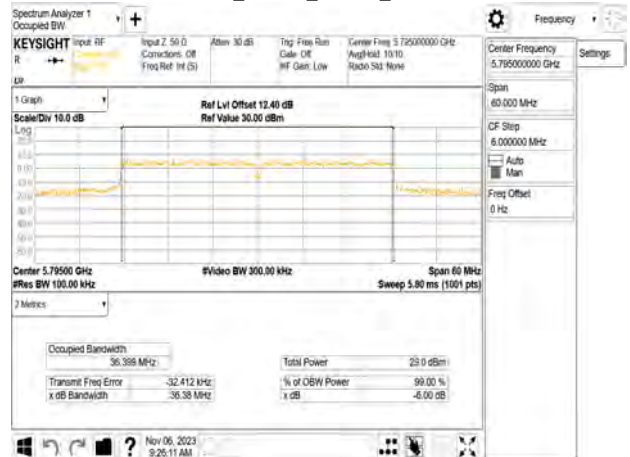 Spectrum Analyzer 1
Occupied BW
+
Frequency
KEYSIGHT Input: RF
R
Input Z: 50 Ω
Corrections: Off
Freq Ref: Int (S)
Atten: 30 dB
Trig: Free Run
Gate: Off
#IF Gain: Low
Avg|Hold: 10/10
Radio Std: None
Center Frequency
5.795000000 GHz
Settings
Span
60.000 MHz
CF Step
6.000000 MHz
Auto
Man
Freq Offset
0 Hz
1 Graph
Scale/Div 10.0 dB
Ref Lvl Offset 12.40 dB
Ref Value 30.00 dBm
Log
Center 5.79500 GHz
#Res BW 100.00 kHz
#Video BW 300.00 kHz
Span 60 MHz
Sweep 5.80 ms (1001 pts)
2 Metrics
Occupied Bandwidth
36.399 MHz
Total Power 29.0 dBm
Transmit Freq Error -32.412 kHz
% of OBW Power 99.00 %
x dB Bandwidth 36.38 MHz
x dB -6.00 dB
?
Nov 06, 2023
9:26:11 AM